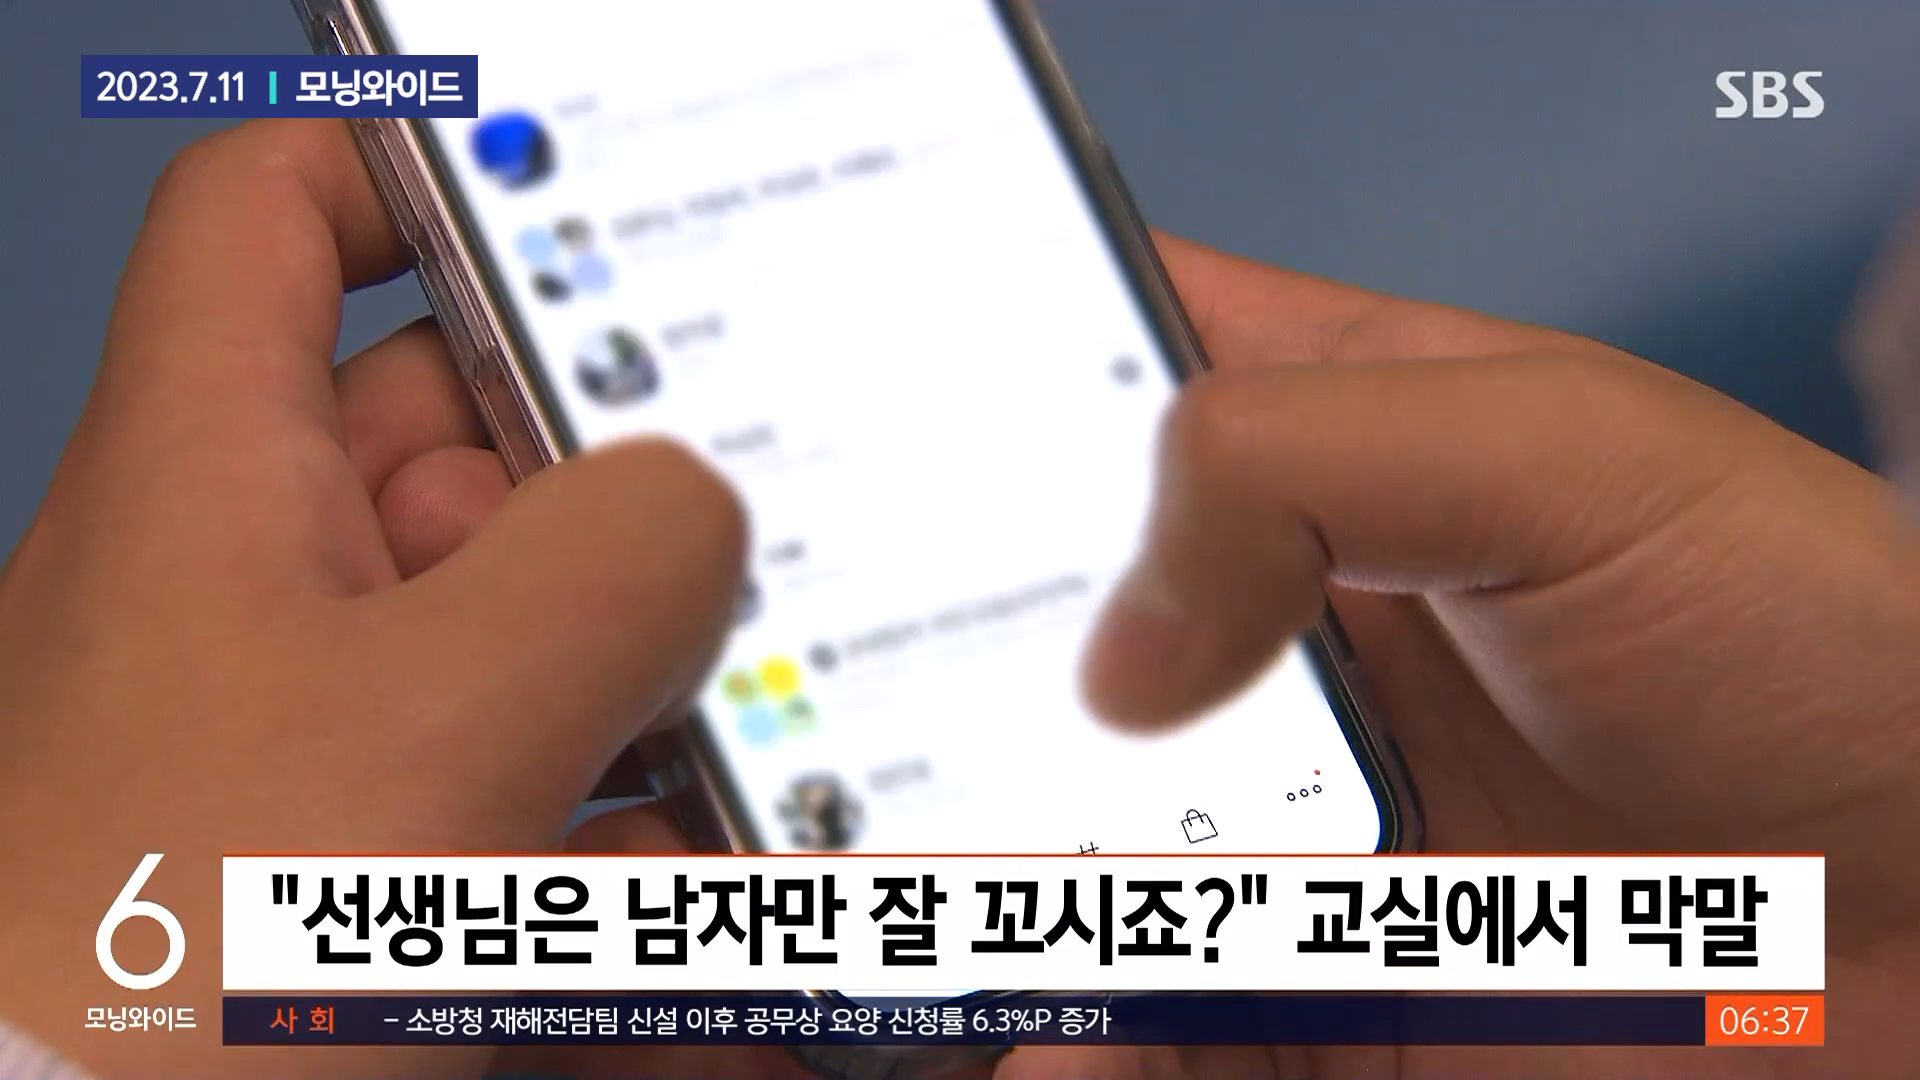 2023.7.11 | 모닝와이드
SBS
6
모닝와이드
"선생님은 남자만 잘 꼬시죠?" 교실에서 막말
사회 - 소방청 재해전담팀 신설 이후 공무상 요양 신청률 6.3%P 증가
06:37